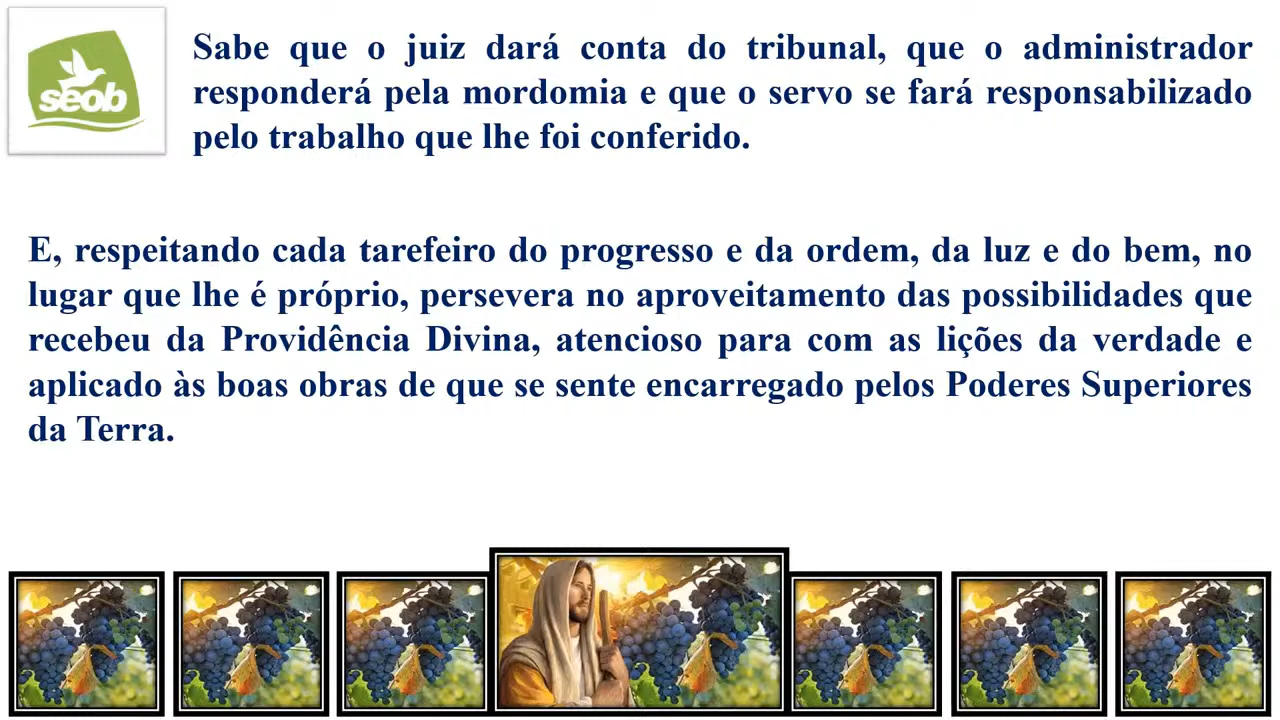 seob
Sabe que o juiz dará conta do tribunal, que o administrador
responderá pela mordomia e que o servo se fará responsabilizado
pelo trabalho que lhe foi conferido.
E, respeitando cada tarefeiro do progresso e da ordem, da luz e do bem, no
lugar que lhe é próprio, persevera no aproveitamento das possibilidades que
recebeu da Providência Divina, atencioso para com as lições da verdade e
aplicado às boas obras de que se sente encarregado pelos Poderes Superiores
da Terra.